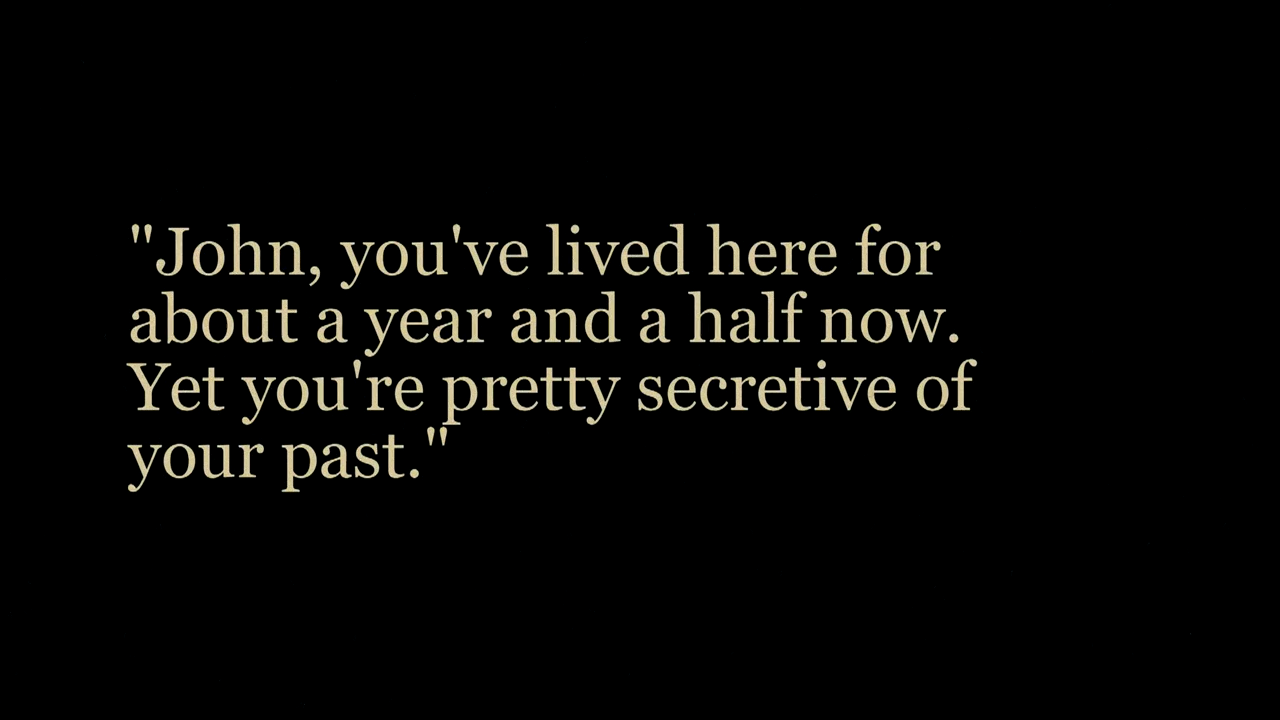 "John, you've lived here for
about a year and a half now.
Yet you're pretty secretive of
your past."